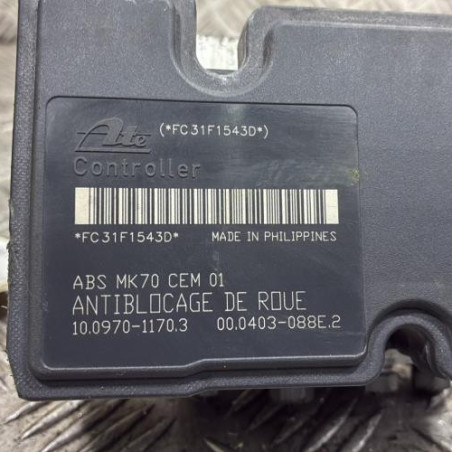 Ate (*FC31F1543D*)
Controller
*FC31F1543D* MADE IN PHILIPPINES
ABS MK70 CEM 01
ANTIBLOCAGE DE ROUE
10.0970-1170.3 00.0403-088E.2